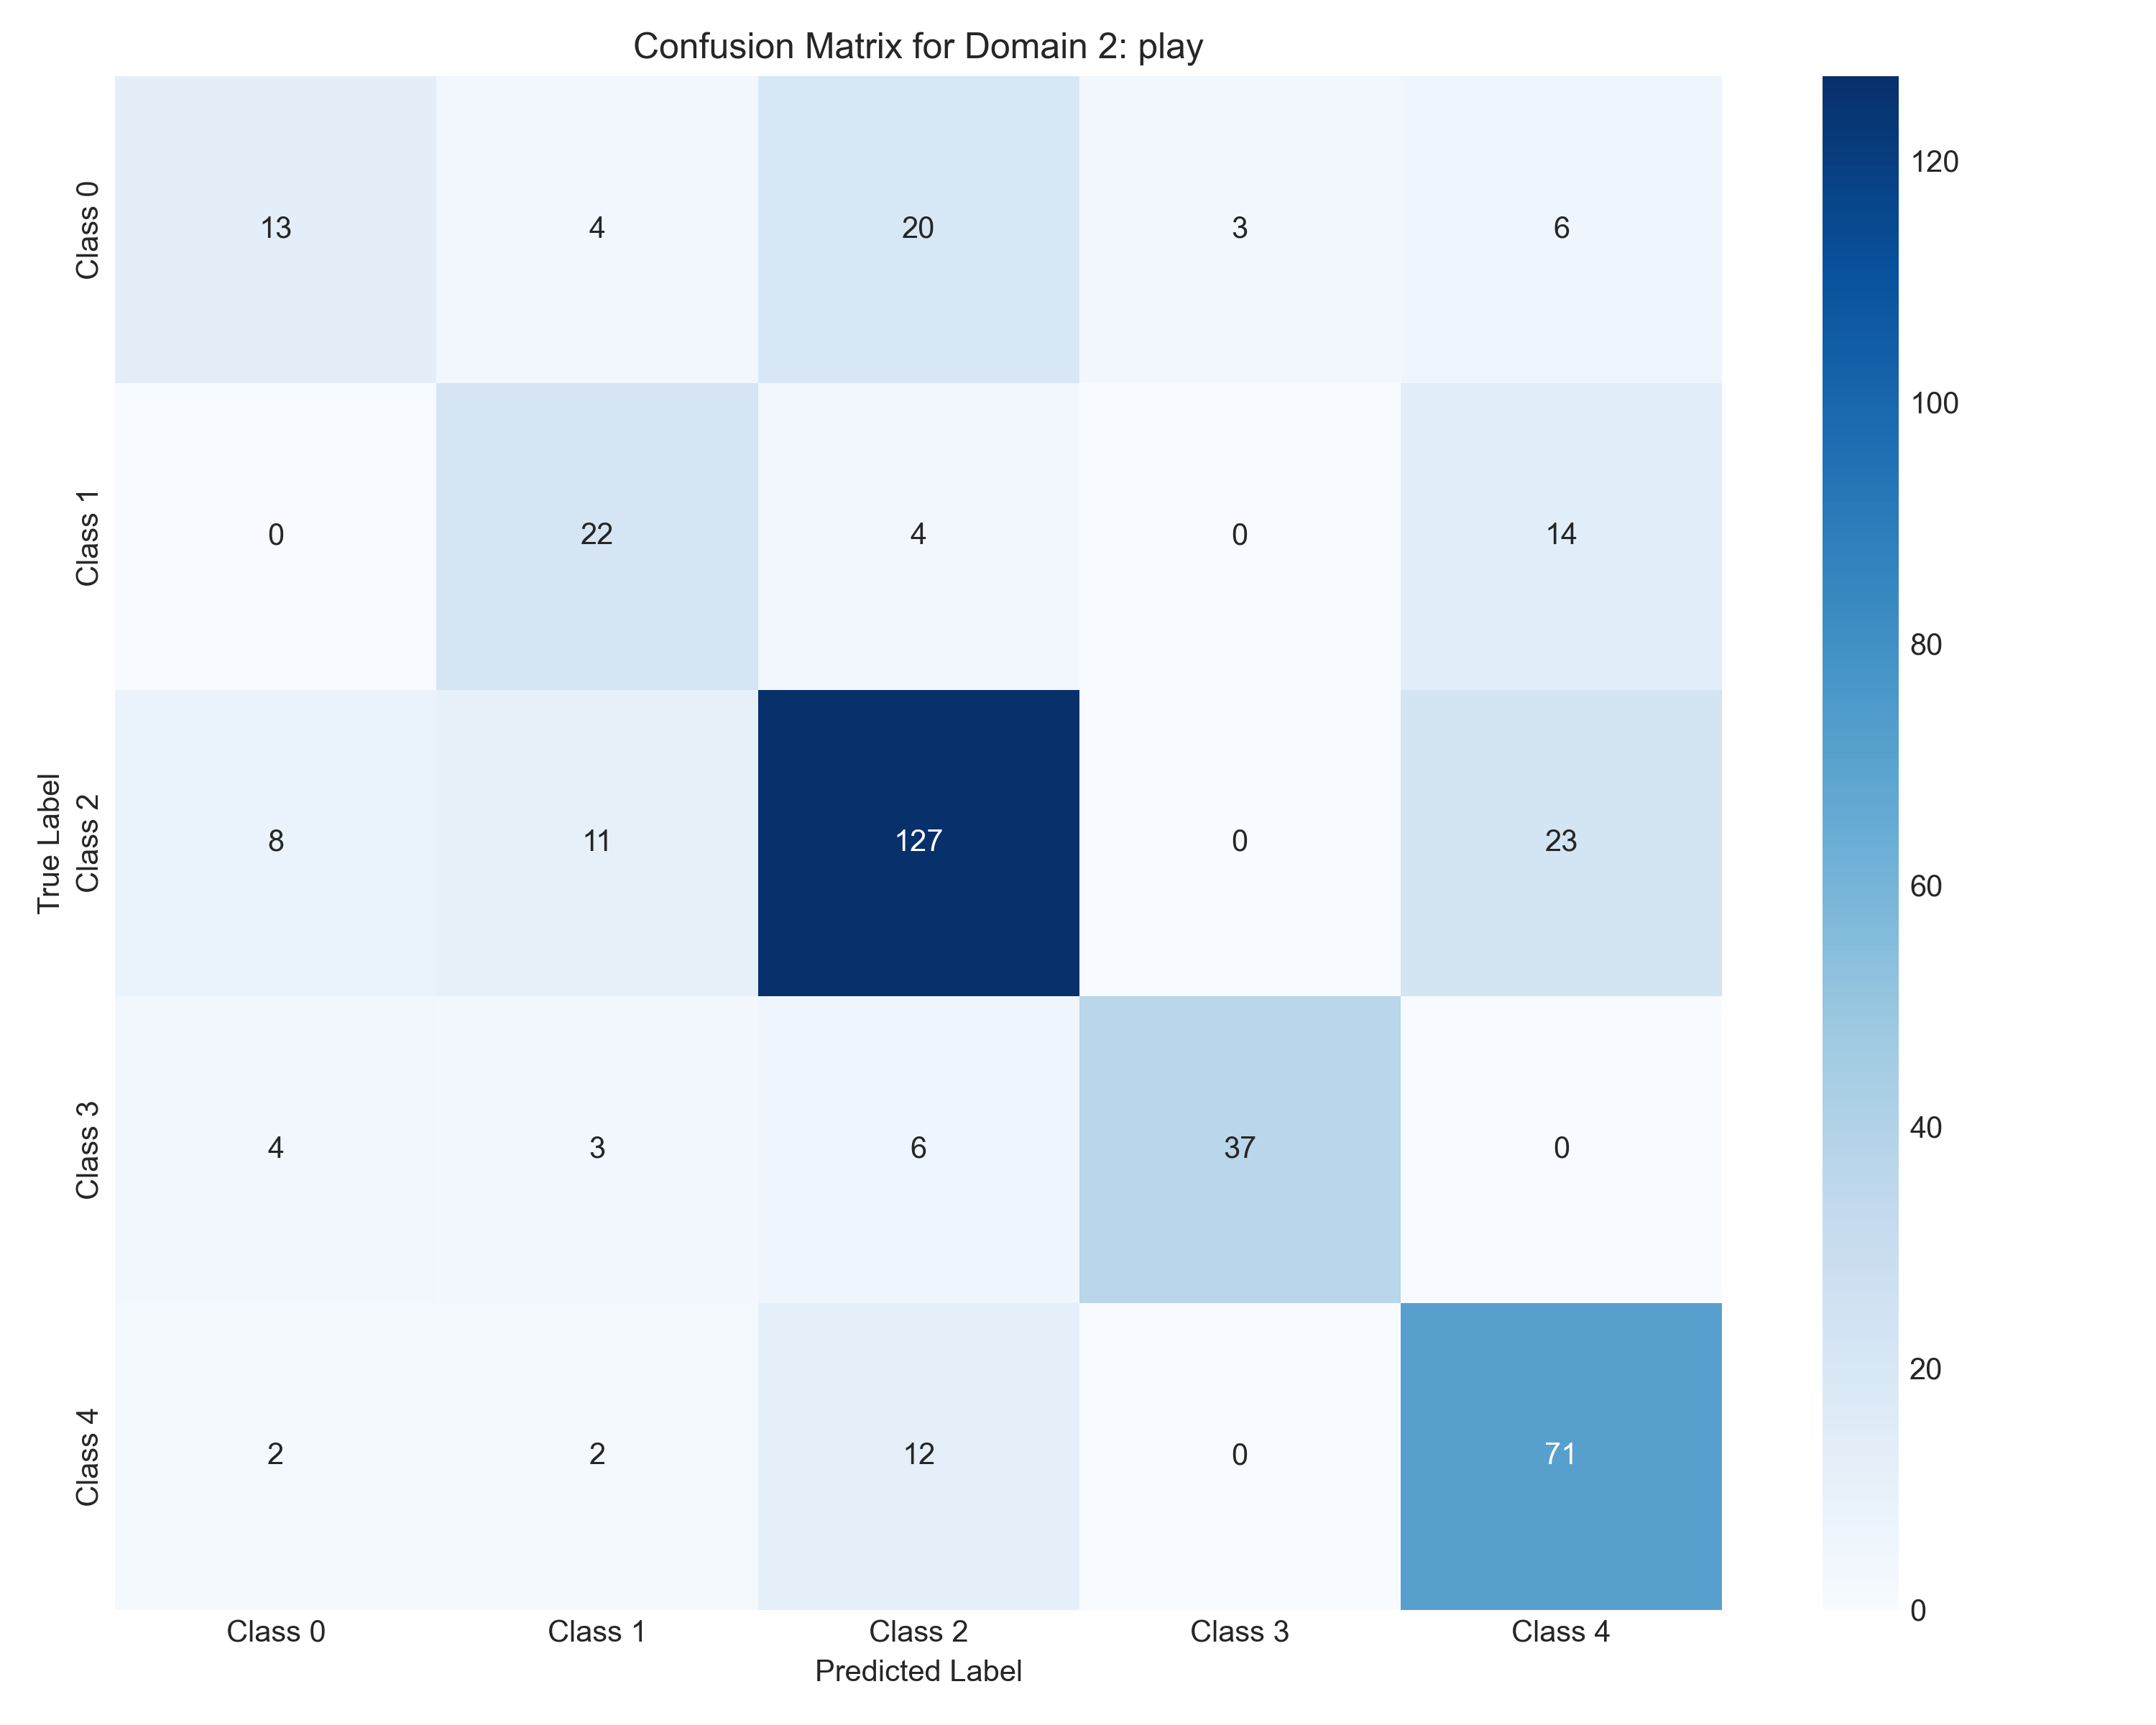 Confusion Matrix for Domain 2: play
True Label
Class 0 13 4 20 3 6
Class 1 0 22 4 0 14
Class 2 8 11 127 0 23
Class 3 4 3 6 37 0
Class 4 2 2 12 0 71
Class 0 Class 1 Class 2 Class 3 Class 4
Predicted Label
120
100
80
60
40
20
0